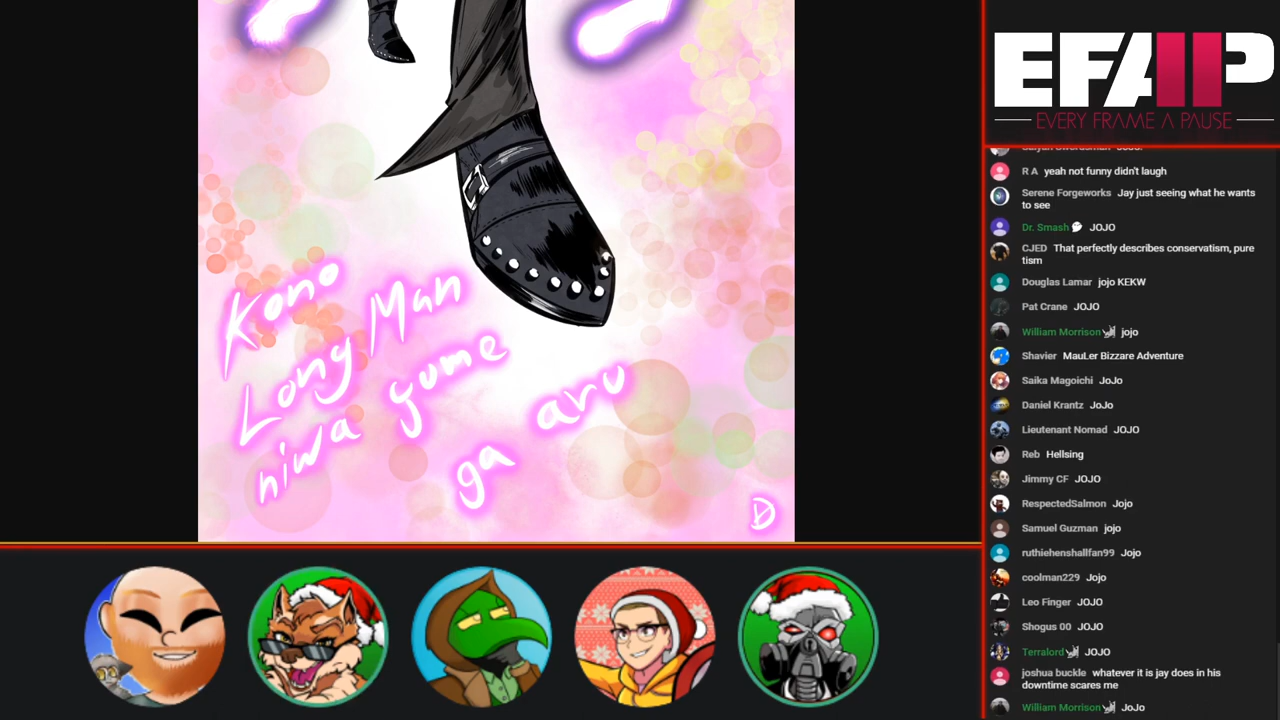 Kono
Long Man
niwa yume
ga aru
D
EFAP
EVERY FRAME A PAUSE
R A yeah not funny didn't laugh
Serene Forgeworks Jay just seeing what he wants
to see
Dr. Smash JOJO
CJED That perfectly describes conservatism, pure
tism
Douglas Lamar jojo KEKW
Pat Crane JOJO
William Morrison jojo
Shavier MauLer Bizzare Adventure
Saika Magoichi JoJo
Daniel Krantz JoJo
Lieutenant Nomad JOJO
Reb Hellsing
Jimmy CF JOJO
RespectedSalmon Jojo
Samuel Guzman jojo
ruthiehenshallfan99 Jojo
coolman229 Jojo
Leo Finger JOJO
Shogus 00 JOJO
Terralord JOJO
joshua buckle whatever it is jay does in his
downtime scares me
William Morrison JoJo